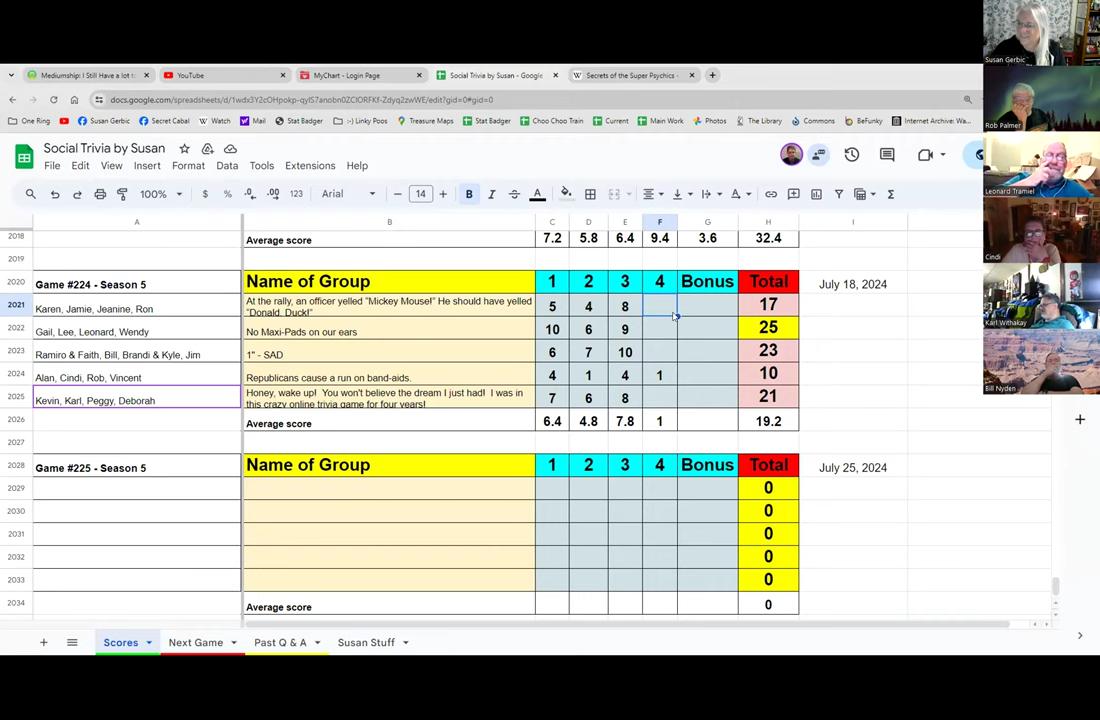 Mediumship: I Still Have a lot t
YouTube
MyChart - Login Page
Social Trivia by Susan - Google
Secrets of the Super Psychics -
docs.google.com/spreadsheets/d/
One Ring
Susan Gerbic
Secret Cabal
Watch
Mail
Stat Badger
:-) Linky Poos
Treasure Maps
Stat Badger
Choo Choo Train
Current
Main Work
Photos
The Library
Commons
BeFunky
Internet Archive: Wa...
Social Trivia by Susan
File Edit View Insert Format Data Tools Extensions Help
100% $ % .0 .00 123 Arial - 14 + B I S A
A B C D E F G H I
2018 Average score 7.2 5.8 6.4 9.4 3.6 32.4
2019
2020 Game #224 - Season 5 Name of Group 1 2 3 4 Bonus Total July 18, 2024
2021 Karen, Jamie, Jeanine, Ron At the rally, an officer yelled "Mickey Mouse!" He should have yelled
"Donald, Duck!" 5 4 8 17
2022 Gail, Lee, Leonard, Wendy No Maxi-Pads on our ears 10 6 9 25
2023 Ramiro & Faith, Bill, Brandi & Kyle, Jim 1" - SAD 6 7 10 23
2024 Alan, Cindi, Rob, Vincent Republicans cause a run on band-aids. 4 1 4 1 10
2025 Kevin, Karl, Peggy, Deborah Honey, wake up! You won't believe the dream I just had! I was in
this crazy online trivia game for four years! 7 6 8 21
2026 Average score 6.4 4.8 7.8 1 19.2
2027
2028 Game #225 - Season 5 Name of Group 1 2 3 4 Bonus Total July 25, 2024
2029 0
2030 0
2031 0
2032 0
2033 0
2034 Average score 0
Scores Next Game Past Q & A Susan Stuff
Susan Gerbic
Rob Palmer
Leonard Tramiel
Cindi
Karl Withakay
Bill Nyden